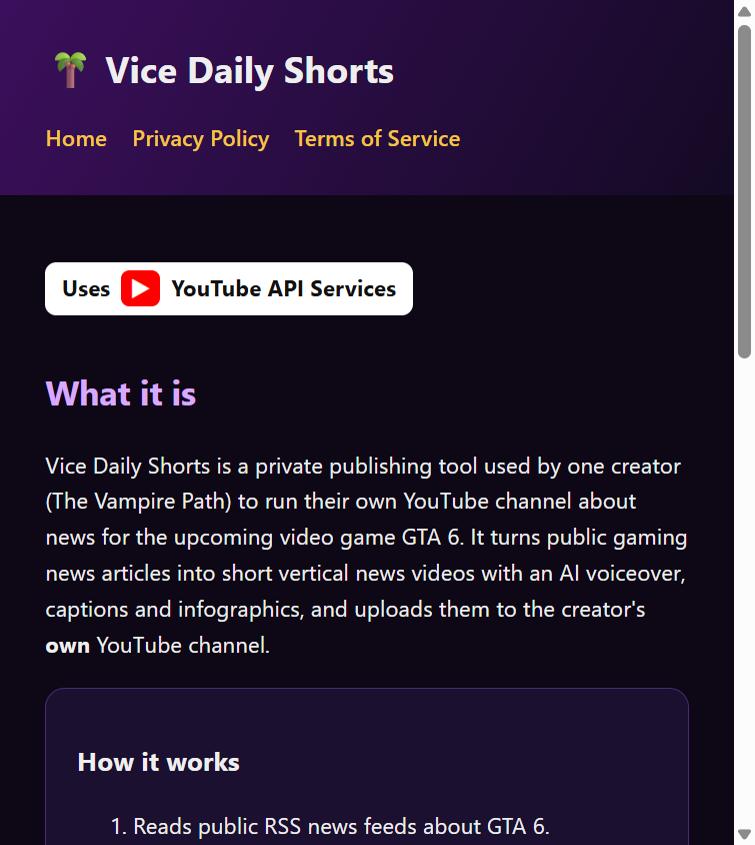 Vice Daily Shorts
Home Privacy Policy Terms of Service
Uses YouTube API Services
What it is
Vice Daily Shorts is a private publishing tool used by one creator
(The Vampire Path) to run their own YouTube channel about
news for the upcoming video game GTA 6. It turns public gaming
news articles into short vertical news videos with an AI voiceover,
captions and infographics, and uploads them to the creator's
own YouTube channel.
How it works
1. Reads public RSS news feeds about GTA 6.